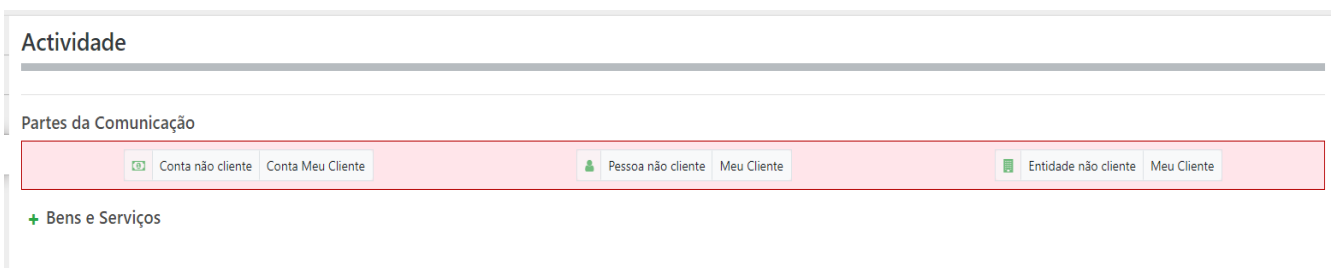 Actividade
Partes da Comunicação
Conta não cliente Conta Meu Cliente Pessoa não cliente Meu Cliente Entidade não cliente Meu Cliente
+ Bens e Serviços